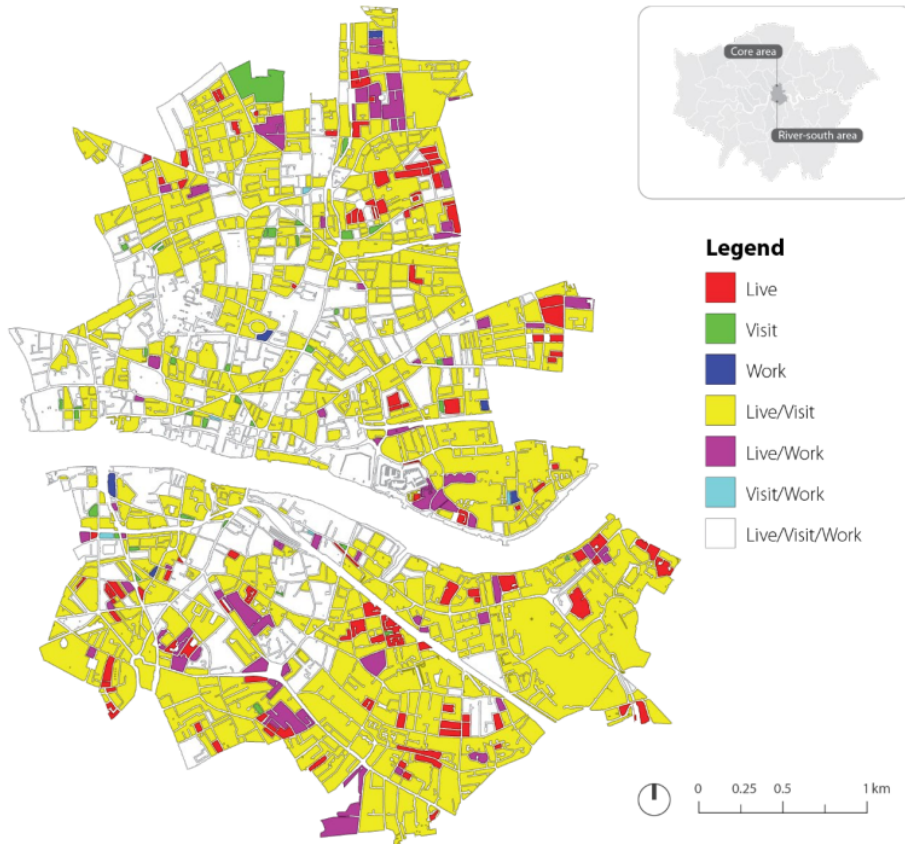 Core area
River-south area
Legend
Live
Visit
Work
Live/Visit
Live/Work
Visit/Work
Live/Visit/Work
0 0.25 0.5 1 km